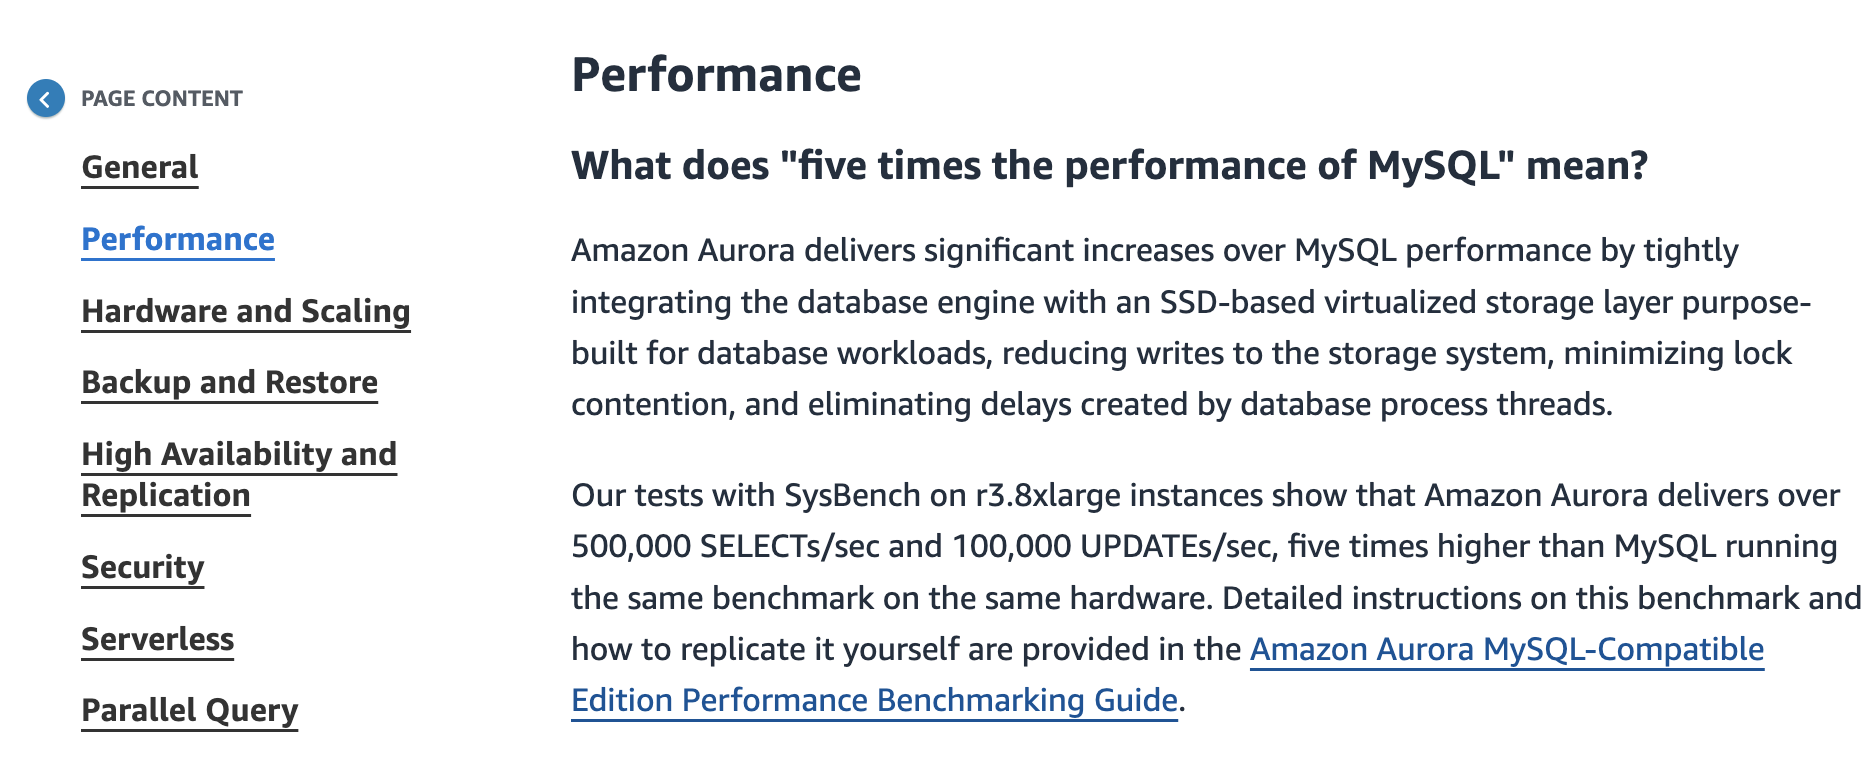 PAGE CONTENT
General
Performance
Hardware and Scaling
Backup and Restore
High Availability and
Replication
Security
Serverless
Parallel Query
Performance
What does "five times the performance of MySQL" mean?
Amazon Aurora delivers significant increases over MySQL performance by tightly
integrating the database engine with an SSD-based virtualized storage layer purpose-
built for database workloads, reducing writes to the storage system, minimizing lock
contention, and eliminating delays created by database process threads.
Our tests with SysBench on r3.8xlarge instances show that Amazon Aurora delivers over
500,000 SELECTs/sec and 100,000 UPDATEs/sec, five times higher than MySQL running
the same benchmark on the same hardware. Detailed instructions on this benchmark and
how to replicate it yourself are provided in the Amazon Aurora MySQL-Compatible
Edition Performance Benchmarking Guide.